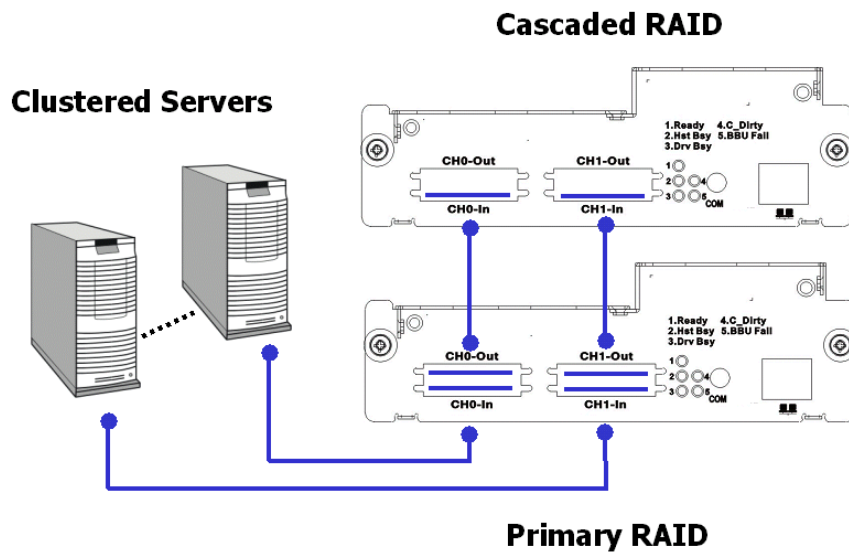 Cascaded RAID
Clustered Servers
1.Ready 4.C_Dirty
2.Hst Bsy 5.BBU Fail
3.Drv Bsy
CH0-Out CH1-Out
1
2 4
3 5
COM
CH0-In CH1-In
1.Ready 4.C_Dirty
2.Hst Bsy 5.BBU Fail
3.Drv Bsy
CH0-Out CH1-Out
1
2 4
3 5
COM
CH0-In CH1-In
Primary RAID